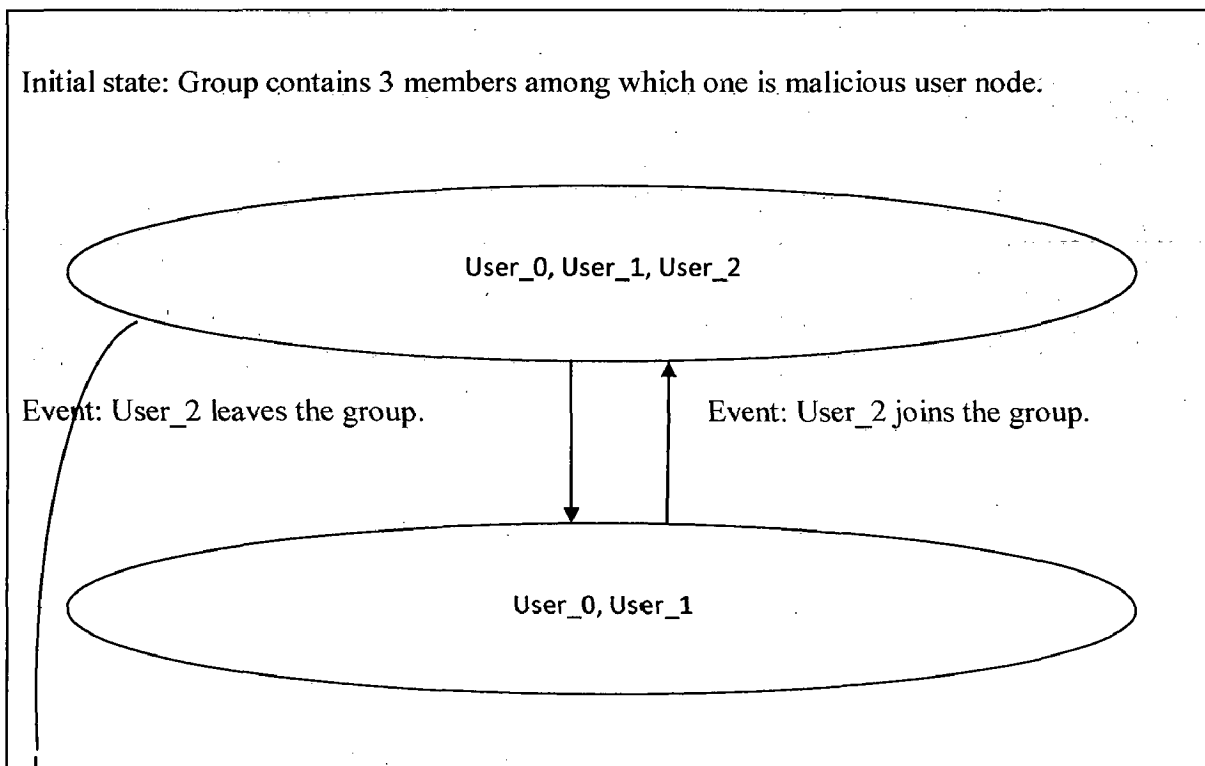 Initial state: Group contains 3 members among which one is malicious user node.
User_0, User_1, User_2
Event: User_2 leaves the group.
Event: User_2 joins the group.
User_0, User_1